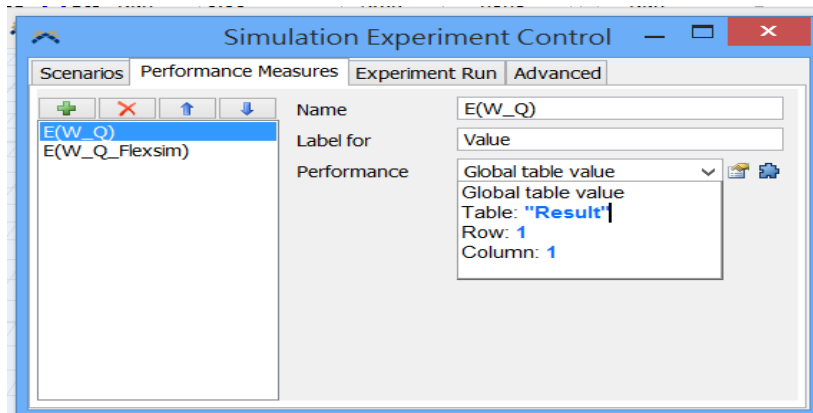 Simulation Experiment Control
Scenarios Performance Measures Experiment Run Advanced
Name E(W_Q)
E(W_Q)
E(W_Q_Flexsim)
Label for Value
Performance Global table value
Global table value
Table: "Result"
Row: 1
Column: 1